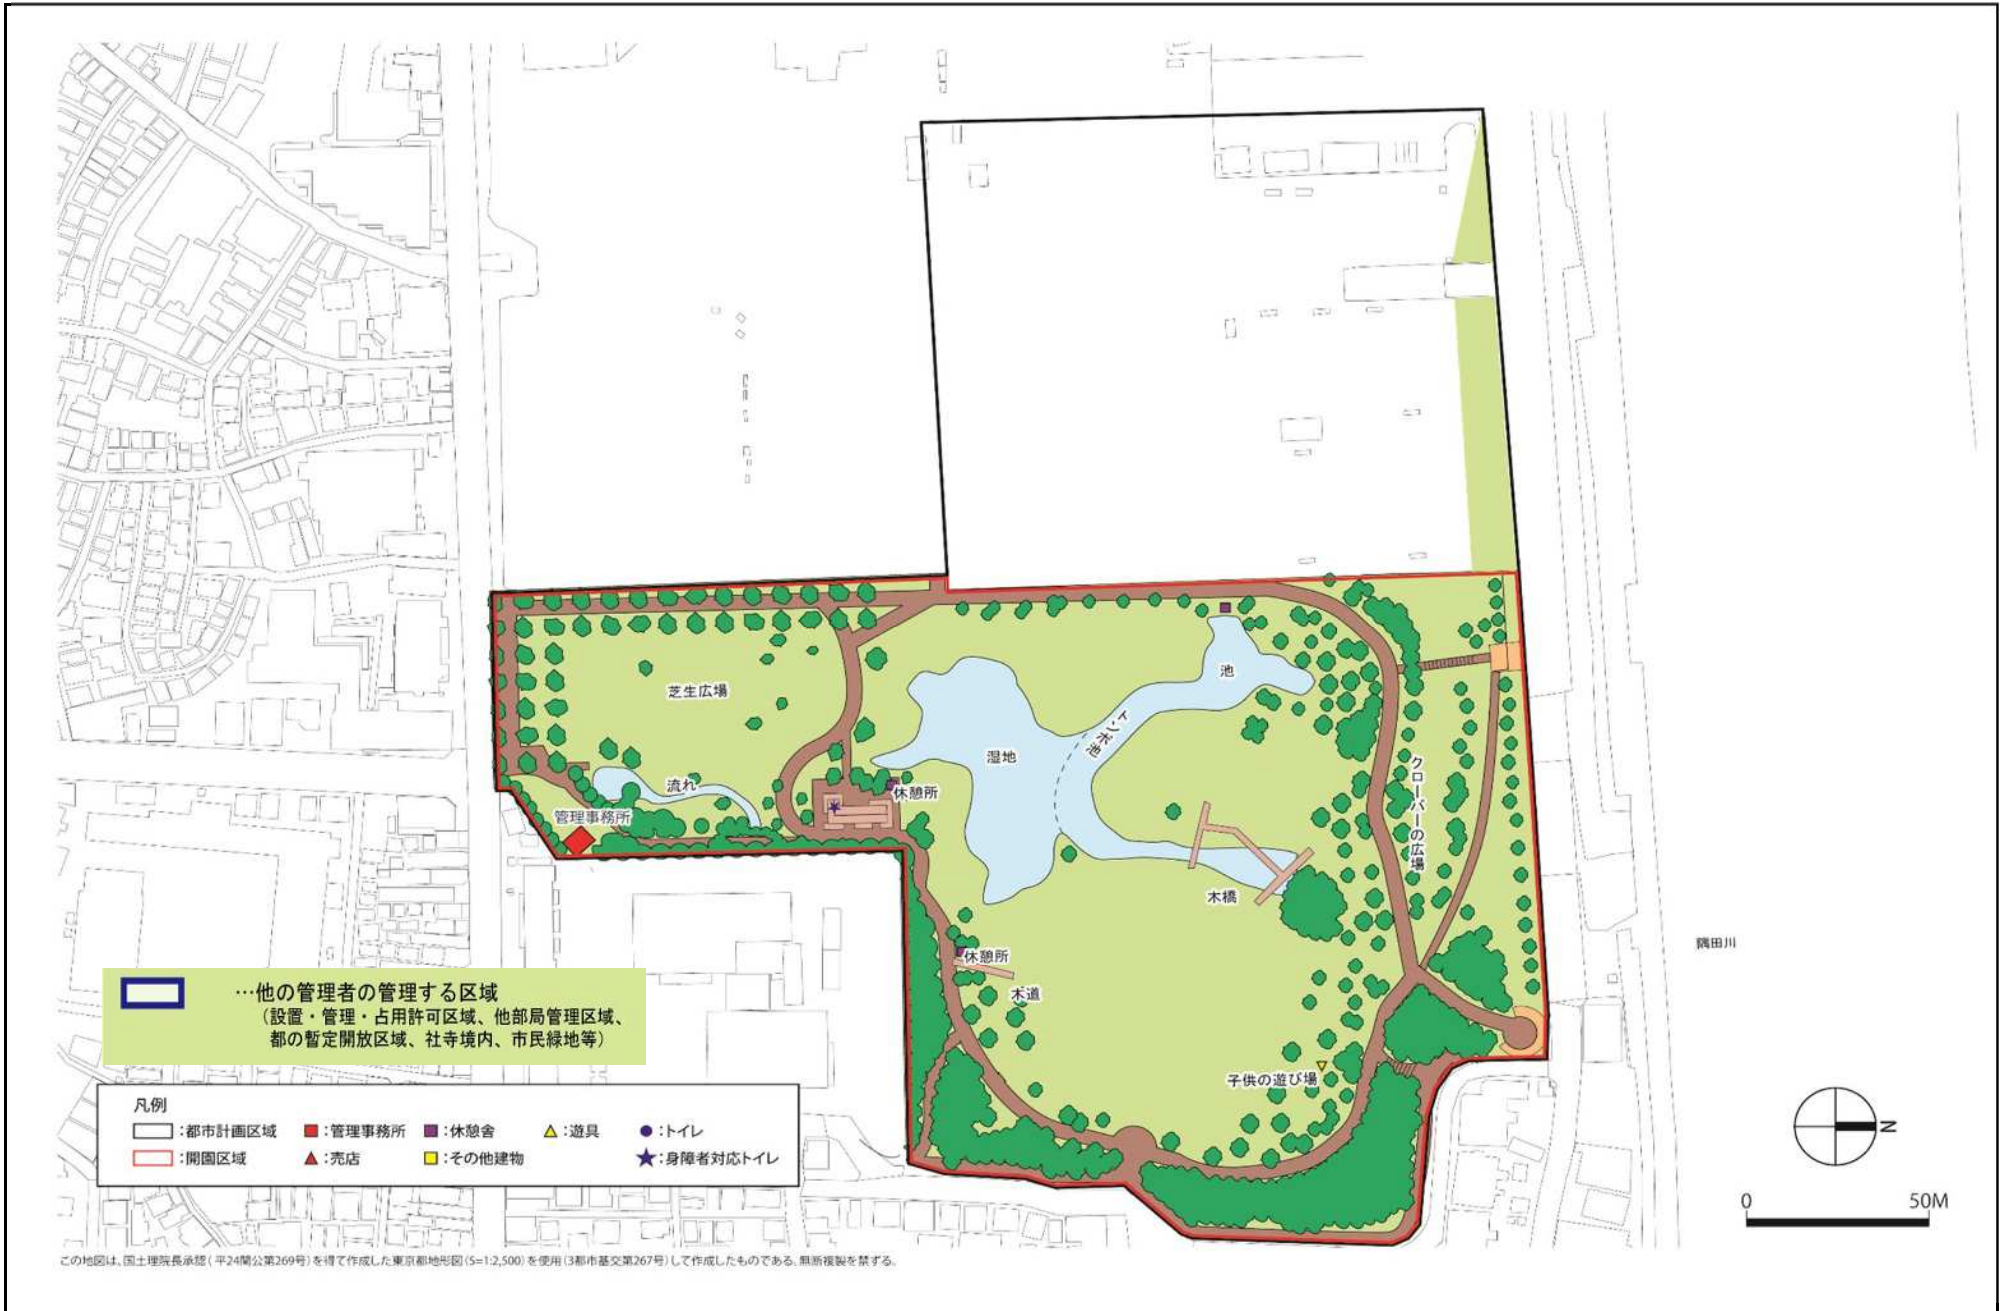 芝生広場
池
トンボ池
湿地
流れ
休憩所
管理事務所
クローバーの広場
木橋
隅田川
休憩所
木道
子供の遊び場
…他の管理者の管理する区域
（設置・管理・占用許可区域、他部局管理区域、
都の暫定開放区域、社寺境内、市民緑地等）
凡例
:都市計画区域 :管理事務所 :休憩舎 :遊具 :トイレ
:開園区域 :売店 :その他建物 :身障者対応トイレ
N
0 50M
この地図は、国土理院長承認（平24関公第269号）を得て作成した東京都地形図（S=1:2,500）を使用（3都市基交第267号）して作成したものである。無断複製を禁ずる。